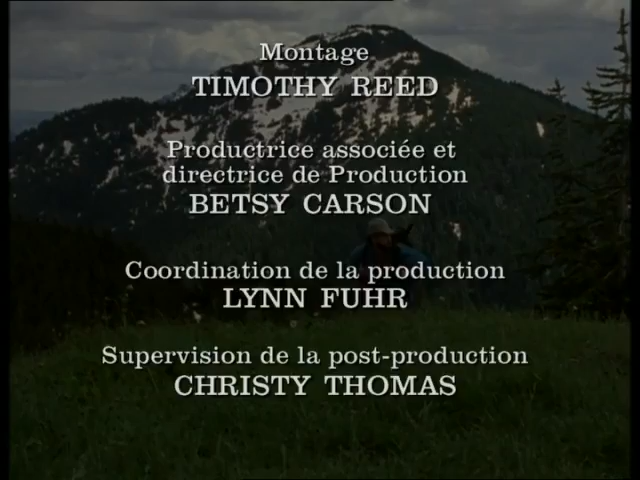 Montage
TIMOTHY REED
Productrice associée et
directrice de Production
BETSY CARSON
Coordination de la production
LYNN FUHR
Supervision de la post-production
CHRISTY THOMAS